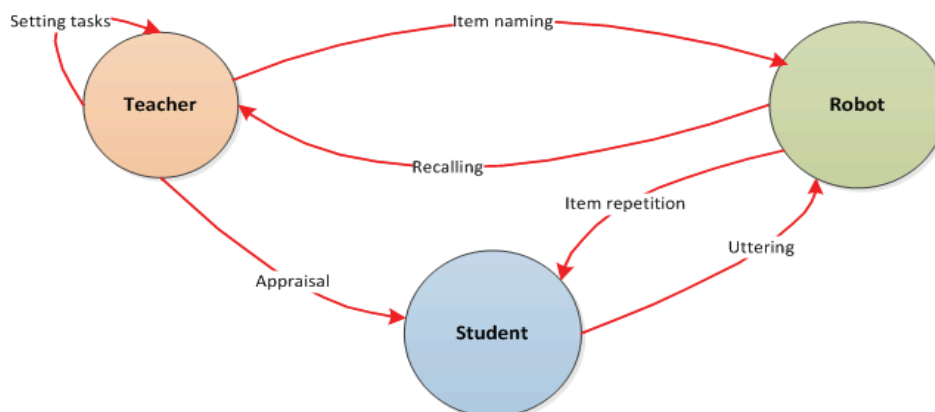 Setting tasks
Item naming
Teacher
Robot
Recalling
Item repetition
Uttering
Appraisal
Student